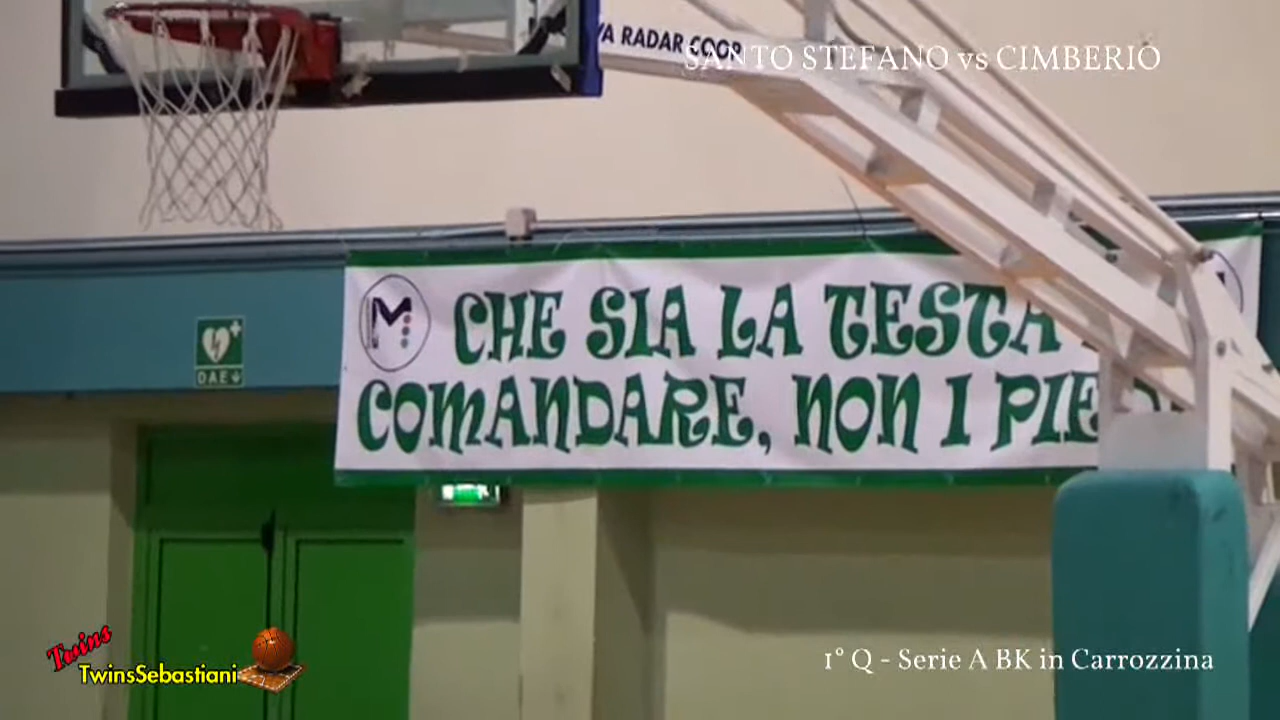 VA RADAR COOP
SANTO STEFANO vs CIMBERIO
M
CHE SIA LA TESTA
COMANDARE, NON I PIE
DAE
Twins
TwinsSebastiani
1° Q - Serie A BK in Carrozzina